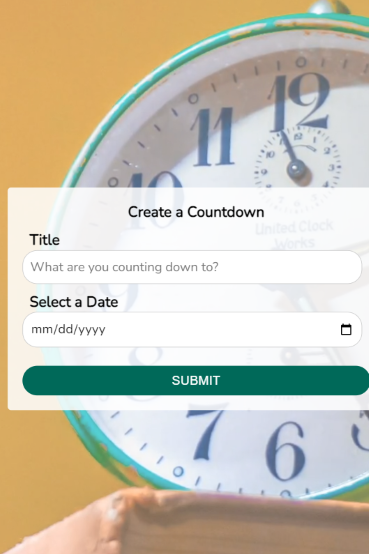 12
11
10
United Clock
Works
Create a Countdown
Title
What are you counting down to?
Select a Date
mm/dd/yyyy
SUBMIT
7
6